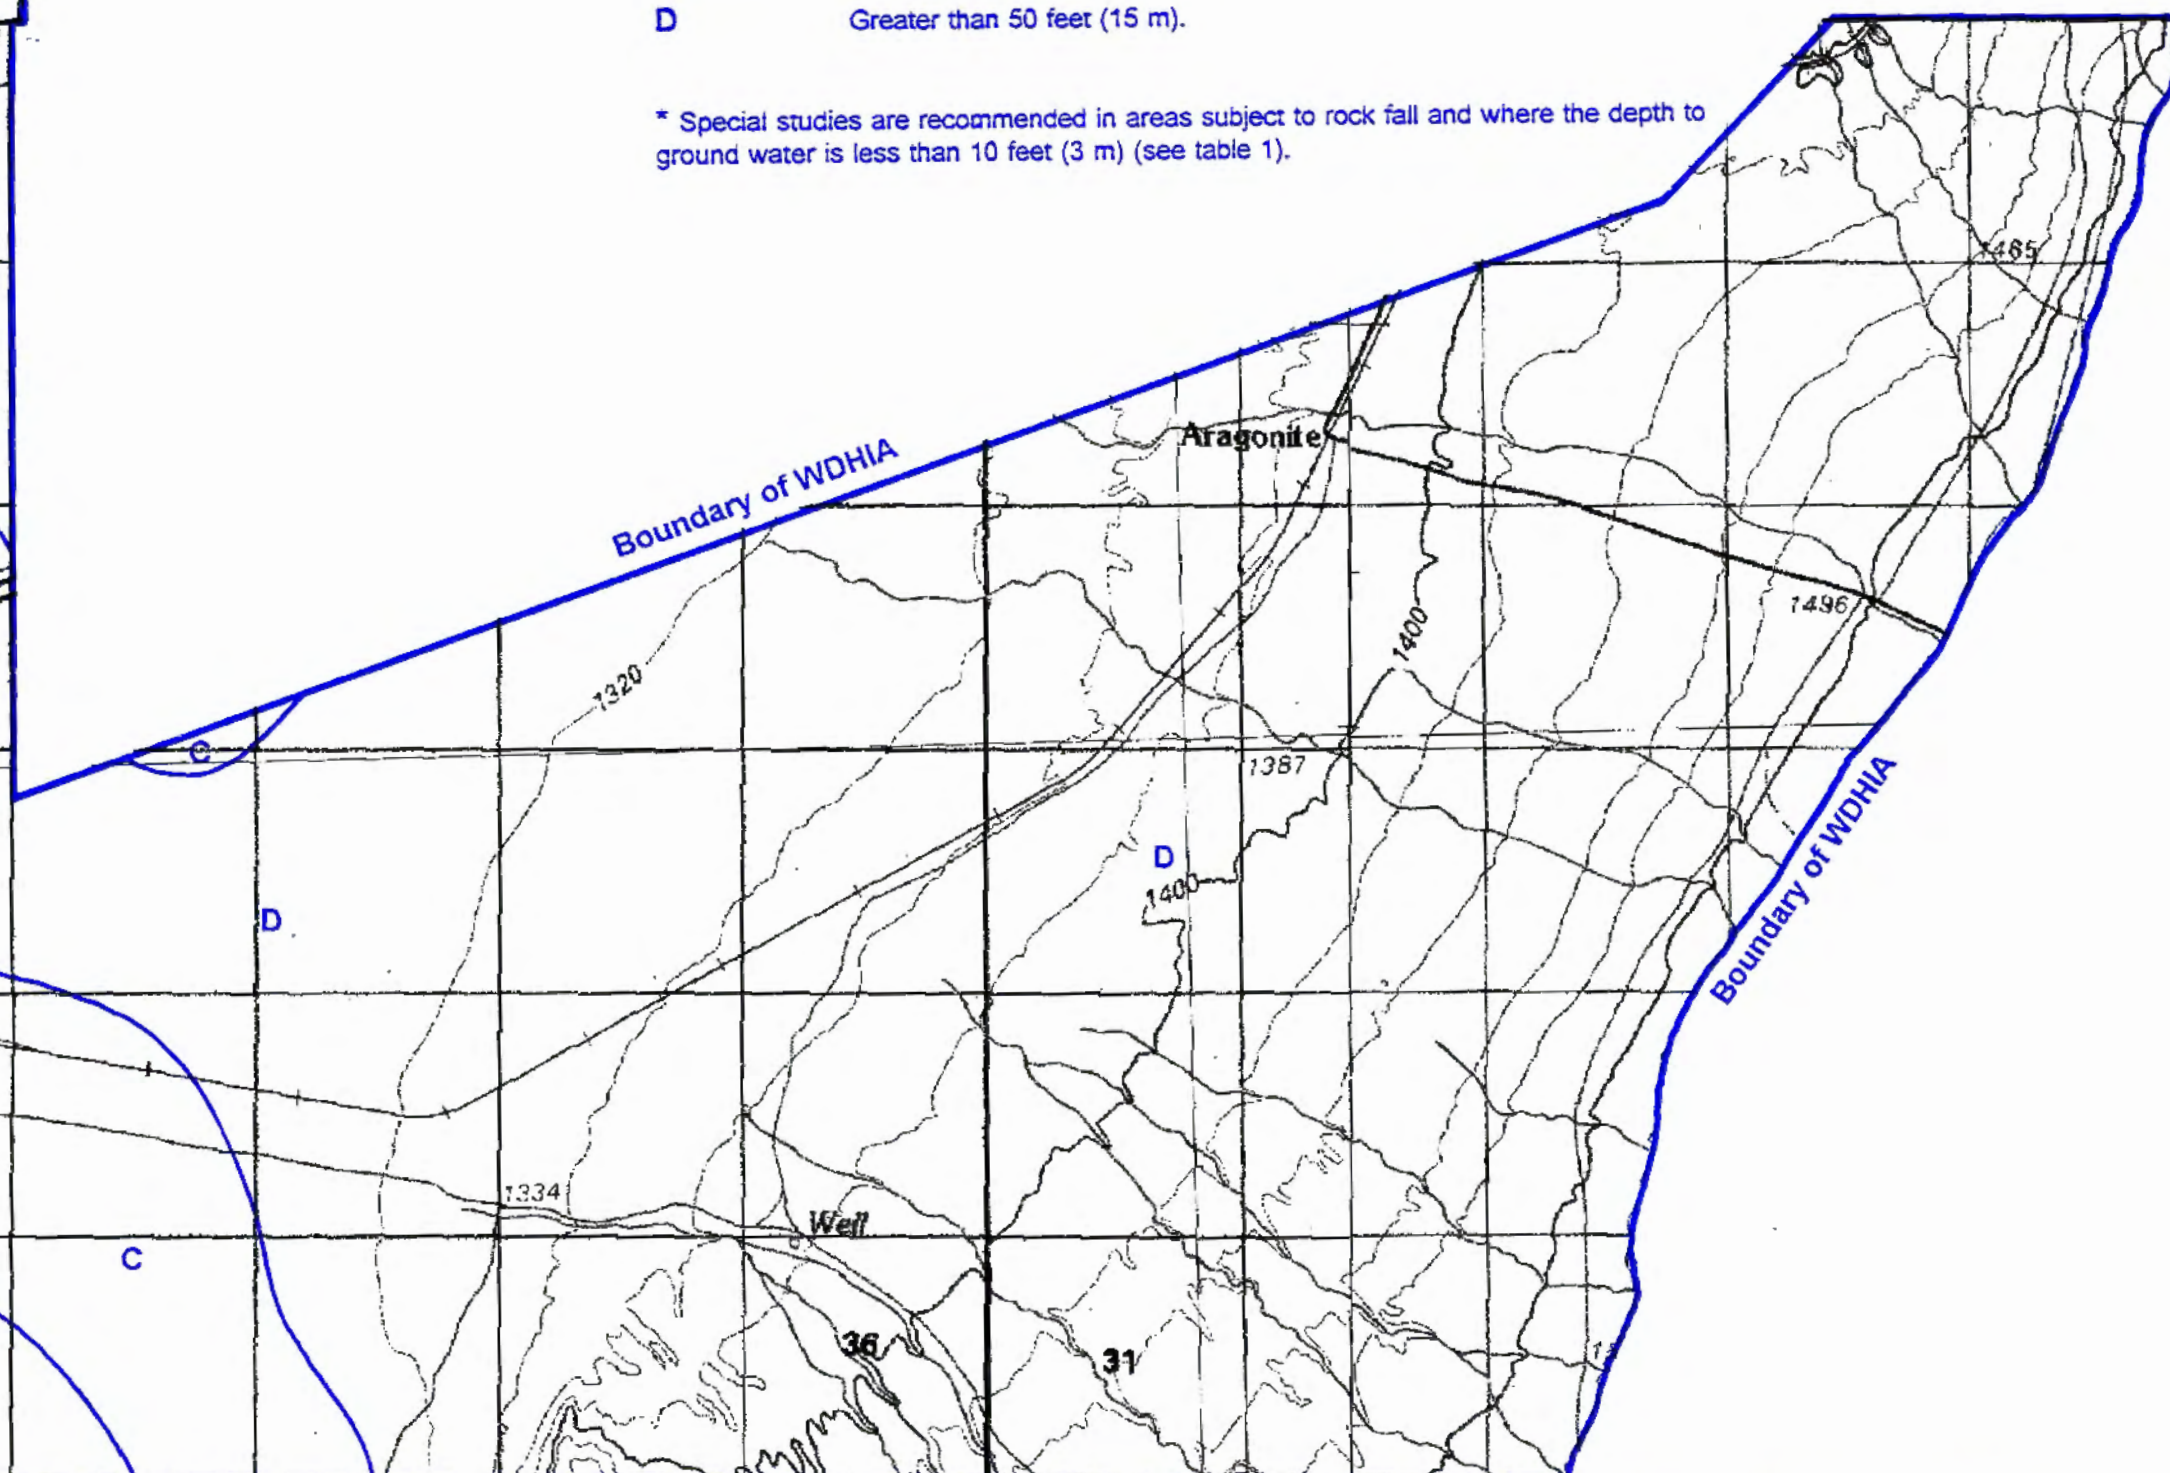 D Greater than 50 feet (15 m).
* Special studies are recommended in areas subject to rock fall and where the depth to
ground water is less than 10 feet (3 m) (see table 1).
1465
Aragonite
Boundary of WDHIA
1496
1400
1320
C
1387
Boundary of WDHIA
D
1400
D
1334
Well
C
36
31